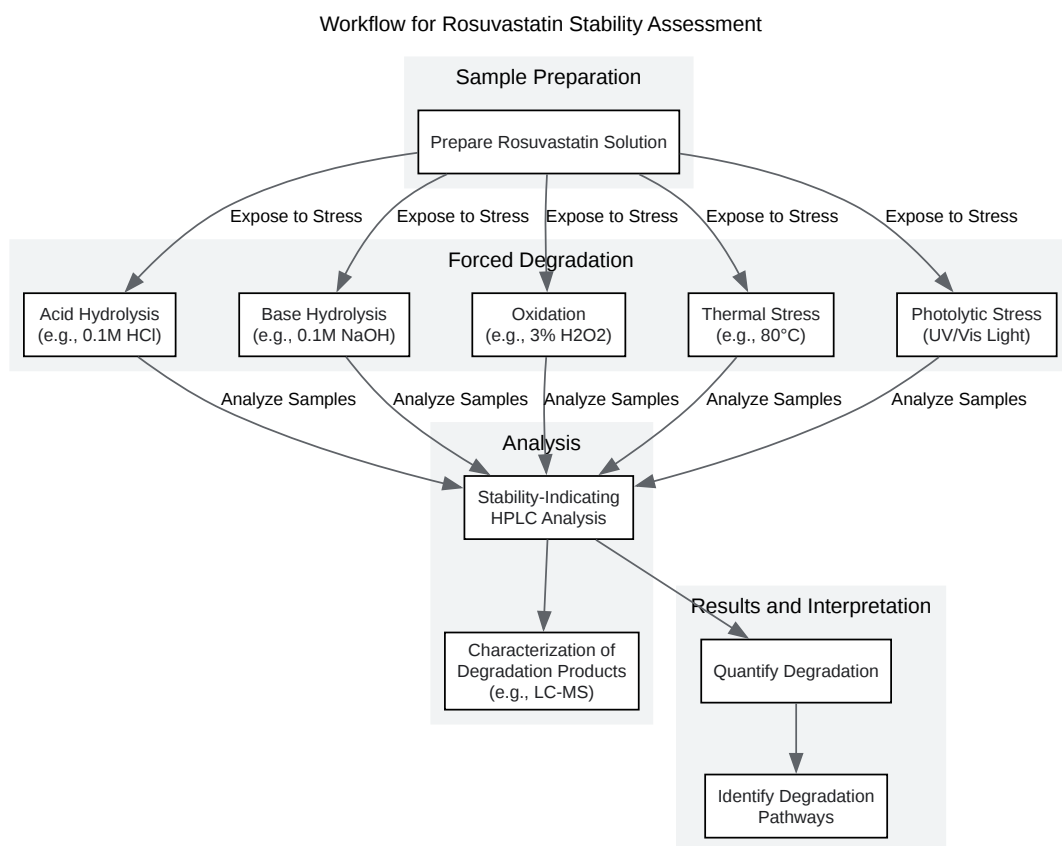 Workflow for Rosuvastatin Stability Assessment
Sample Preparation
Prepare Rosuvastatin Solution
Expose to Stress
Expose to Stress
Expose to Stress
Expose to Stress
Expose to Stress
Forced Degradation
Acid Hydrolysis
(e.g., 0.1M HCl)
Base Hydrolysis
(e.g., 0.1M NaOH)
Oxidation
(e.g., 3% H2O2)
Thermal Stress
(e.g., 80°C)
Photolytic Stress
(UV/Vis Light)
Analyze Samples
Analyze Samples
Analyze Samples
Analyze Samples
Analyze Samples
Analysis
Stability-Indicating
HPLC Analysis
Characterization of
Degradation Products
(e.g., LC-MS)
Results and Interpretation
Quantify Degradation
Identify Degradation
Pathways